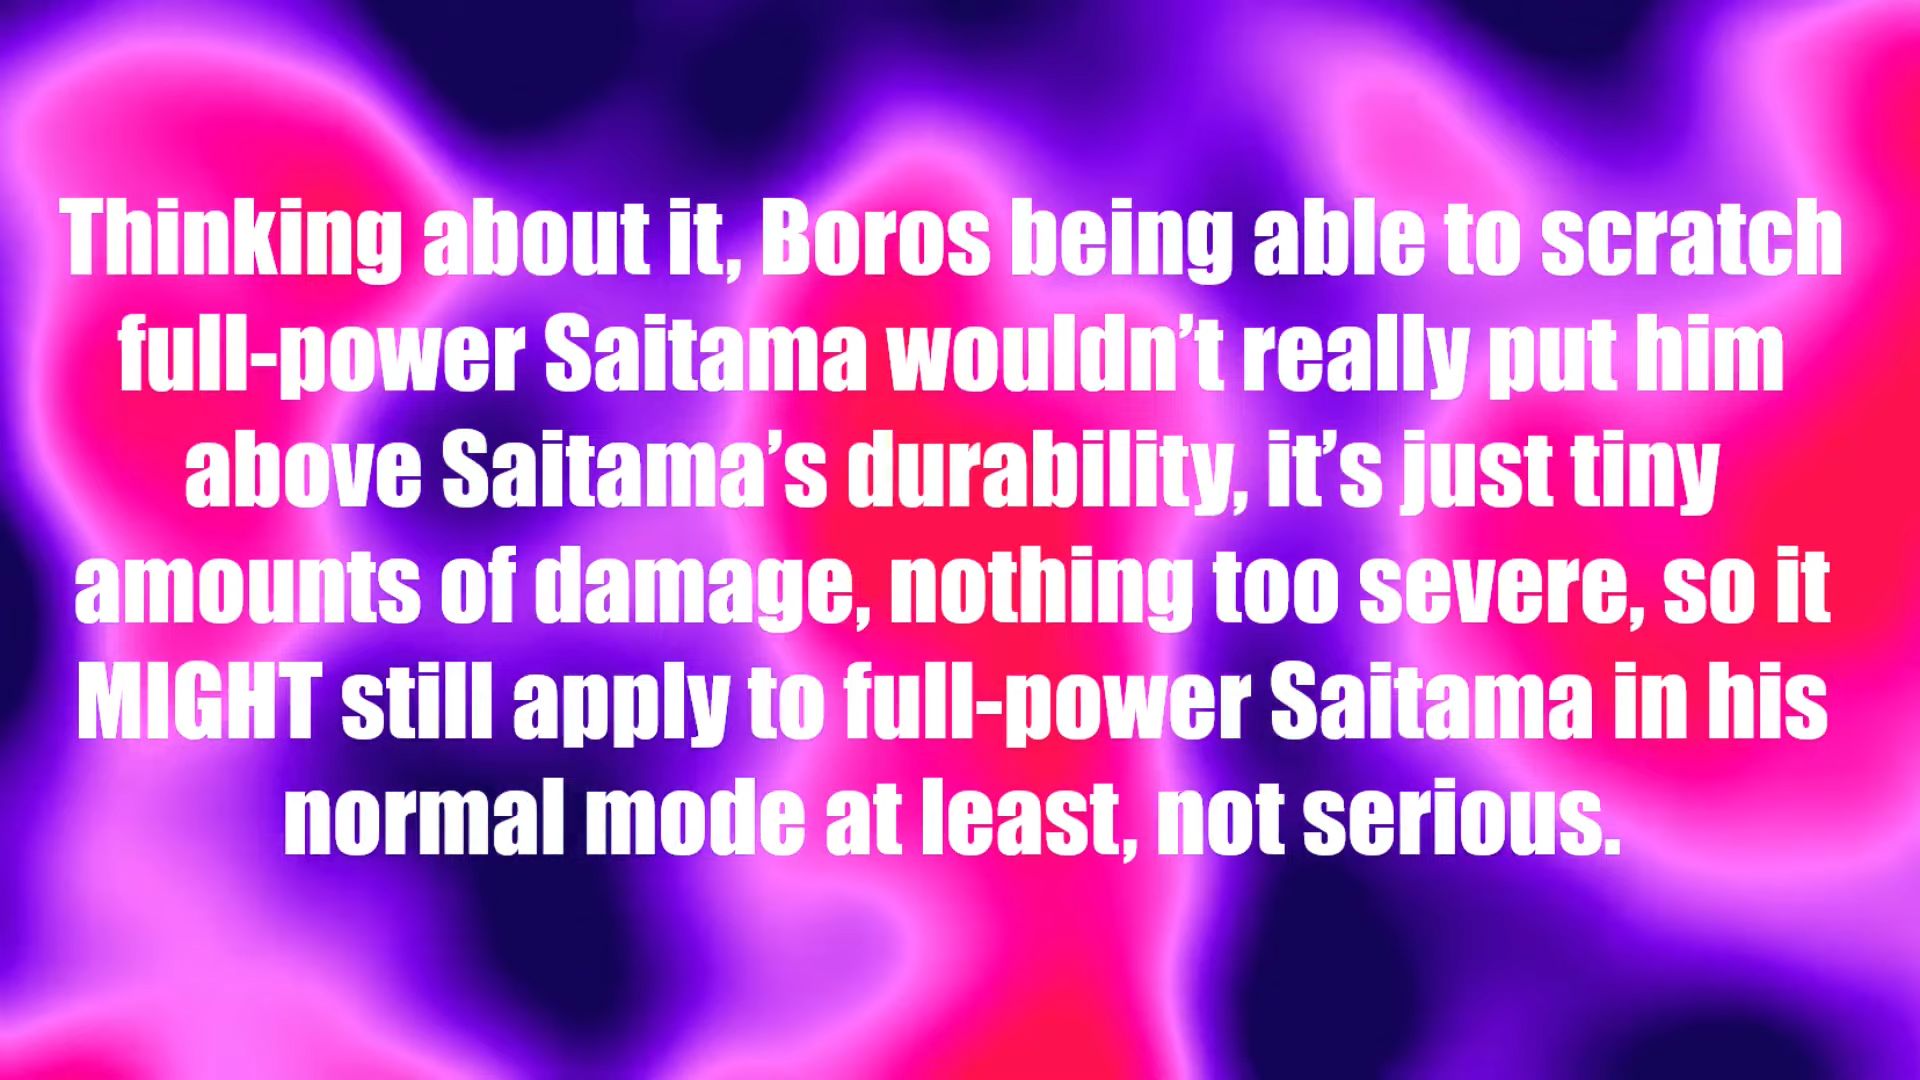 Thinking about it, Boros being able to scratch
full-power Saitama wouldn’t really put him
above Saitama’s durability, it’s just tiny
amounts of damage, nothing too severe, so it
MIGHT still apply to full-power Saitama in his
normal mode at least, not serious.